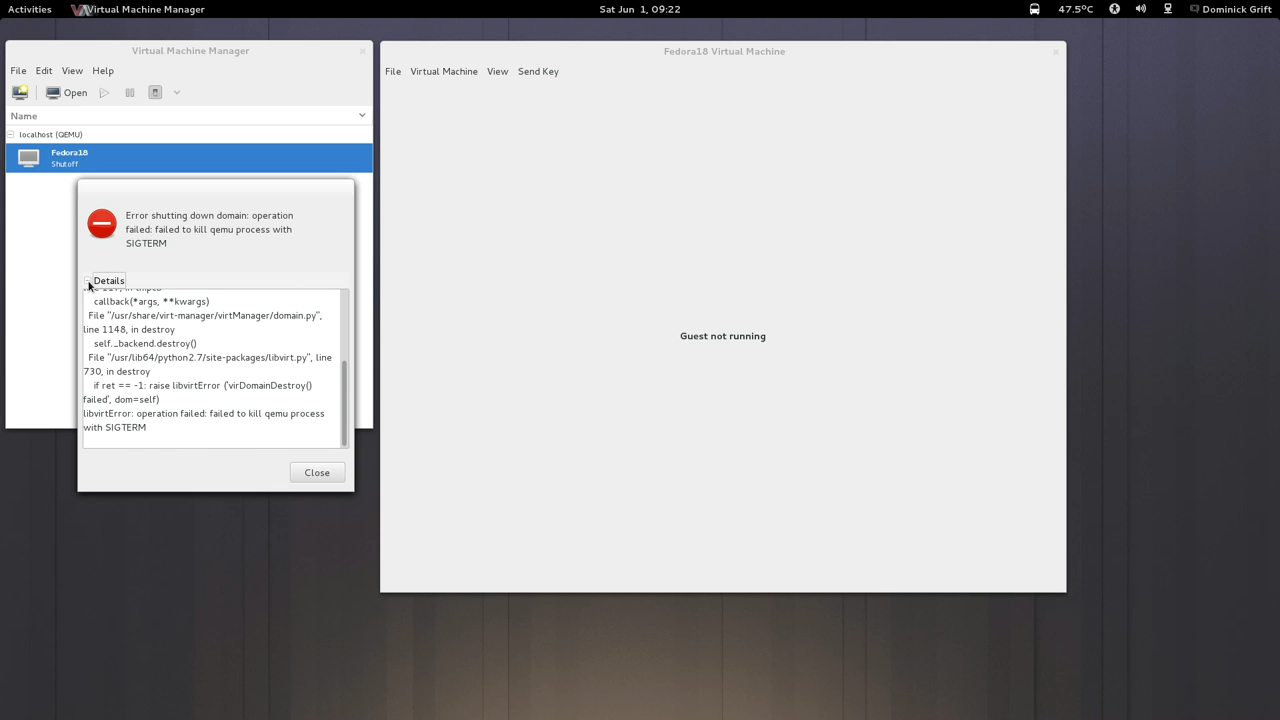 Activities
Virtual Machine Manager
Sat Jun 1, 09:22
47.5°C
Dominick Grift
Virtual Machine Manager
File Edit View Help
Open
Name
localhost (QEMU)
Fedora18
Shutoff
Error shutting down domain: operation
failed: failed to kill qemu process with
SIGTERM
Details
callback(*args, **kwargs)
File "/usr/share/virt-manager/virtManager/domain.py",
line 1148, in destroy
self._backend.destroy()
File "/usr/lib64/python2.7/site-packages/libvirt.py", line
730, in destroy
if ret == -1: raise libvirtError ('virDomainDestroy()
failed', dom=self)
libvirtError: operation failed: failed to kill qemu process
with SIGTERM
Close
Fedora18 Virtual Machine
File Virtual Machine View Send Key
Guest not running